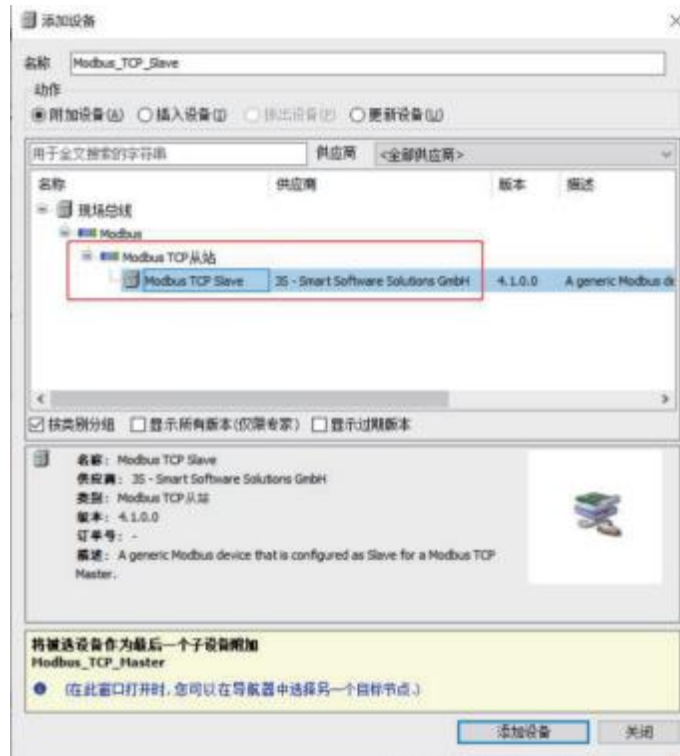 添加设备
名称 Modbus_TCP_Slave
动作
附加设备(A) 插入设备(I) 拔出设备(P) 更新设备(U)
用于全文搜索的字符串 供应商 <全部供应商>
名称 供应商 版本 描述
现场总线
Modbus
Modbus TCP从站
Modbus TCP Slave 3S - Smart Software Solutions GmbH 4.1.0.0 A generic Modbus de
按类别分组 显示所有版本(仅限专家) 显示过期版本
名称: Modbus TCP Slave
供应商: 3S - Smart Software Solutions GmbH
类别: Modbus TCP从站
版本: 4.1.0.0
订单号: -
描述: A generic Modbus device that is configured as Slave for a Modbus TCP
Master.
将被选设备作为最后一个子设备附加
Modbus_TCP_Master
(在此窗口打开时,您可以在导航器中选择另一个目标节点.)
添加设备 关闭